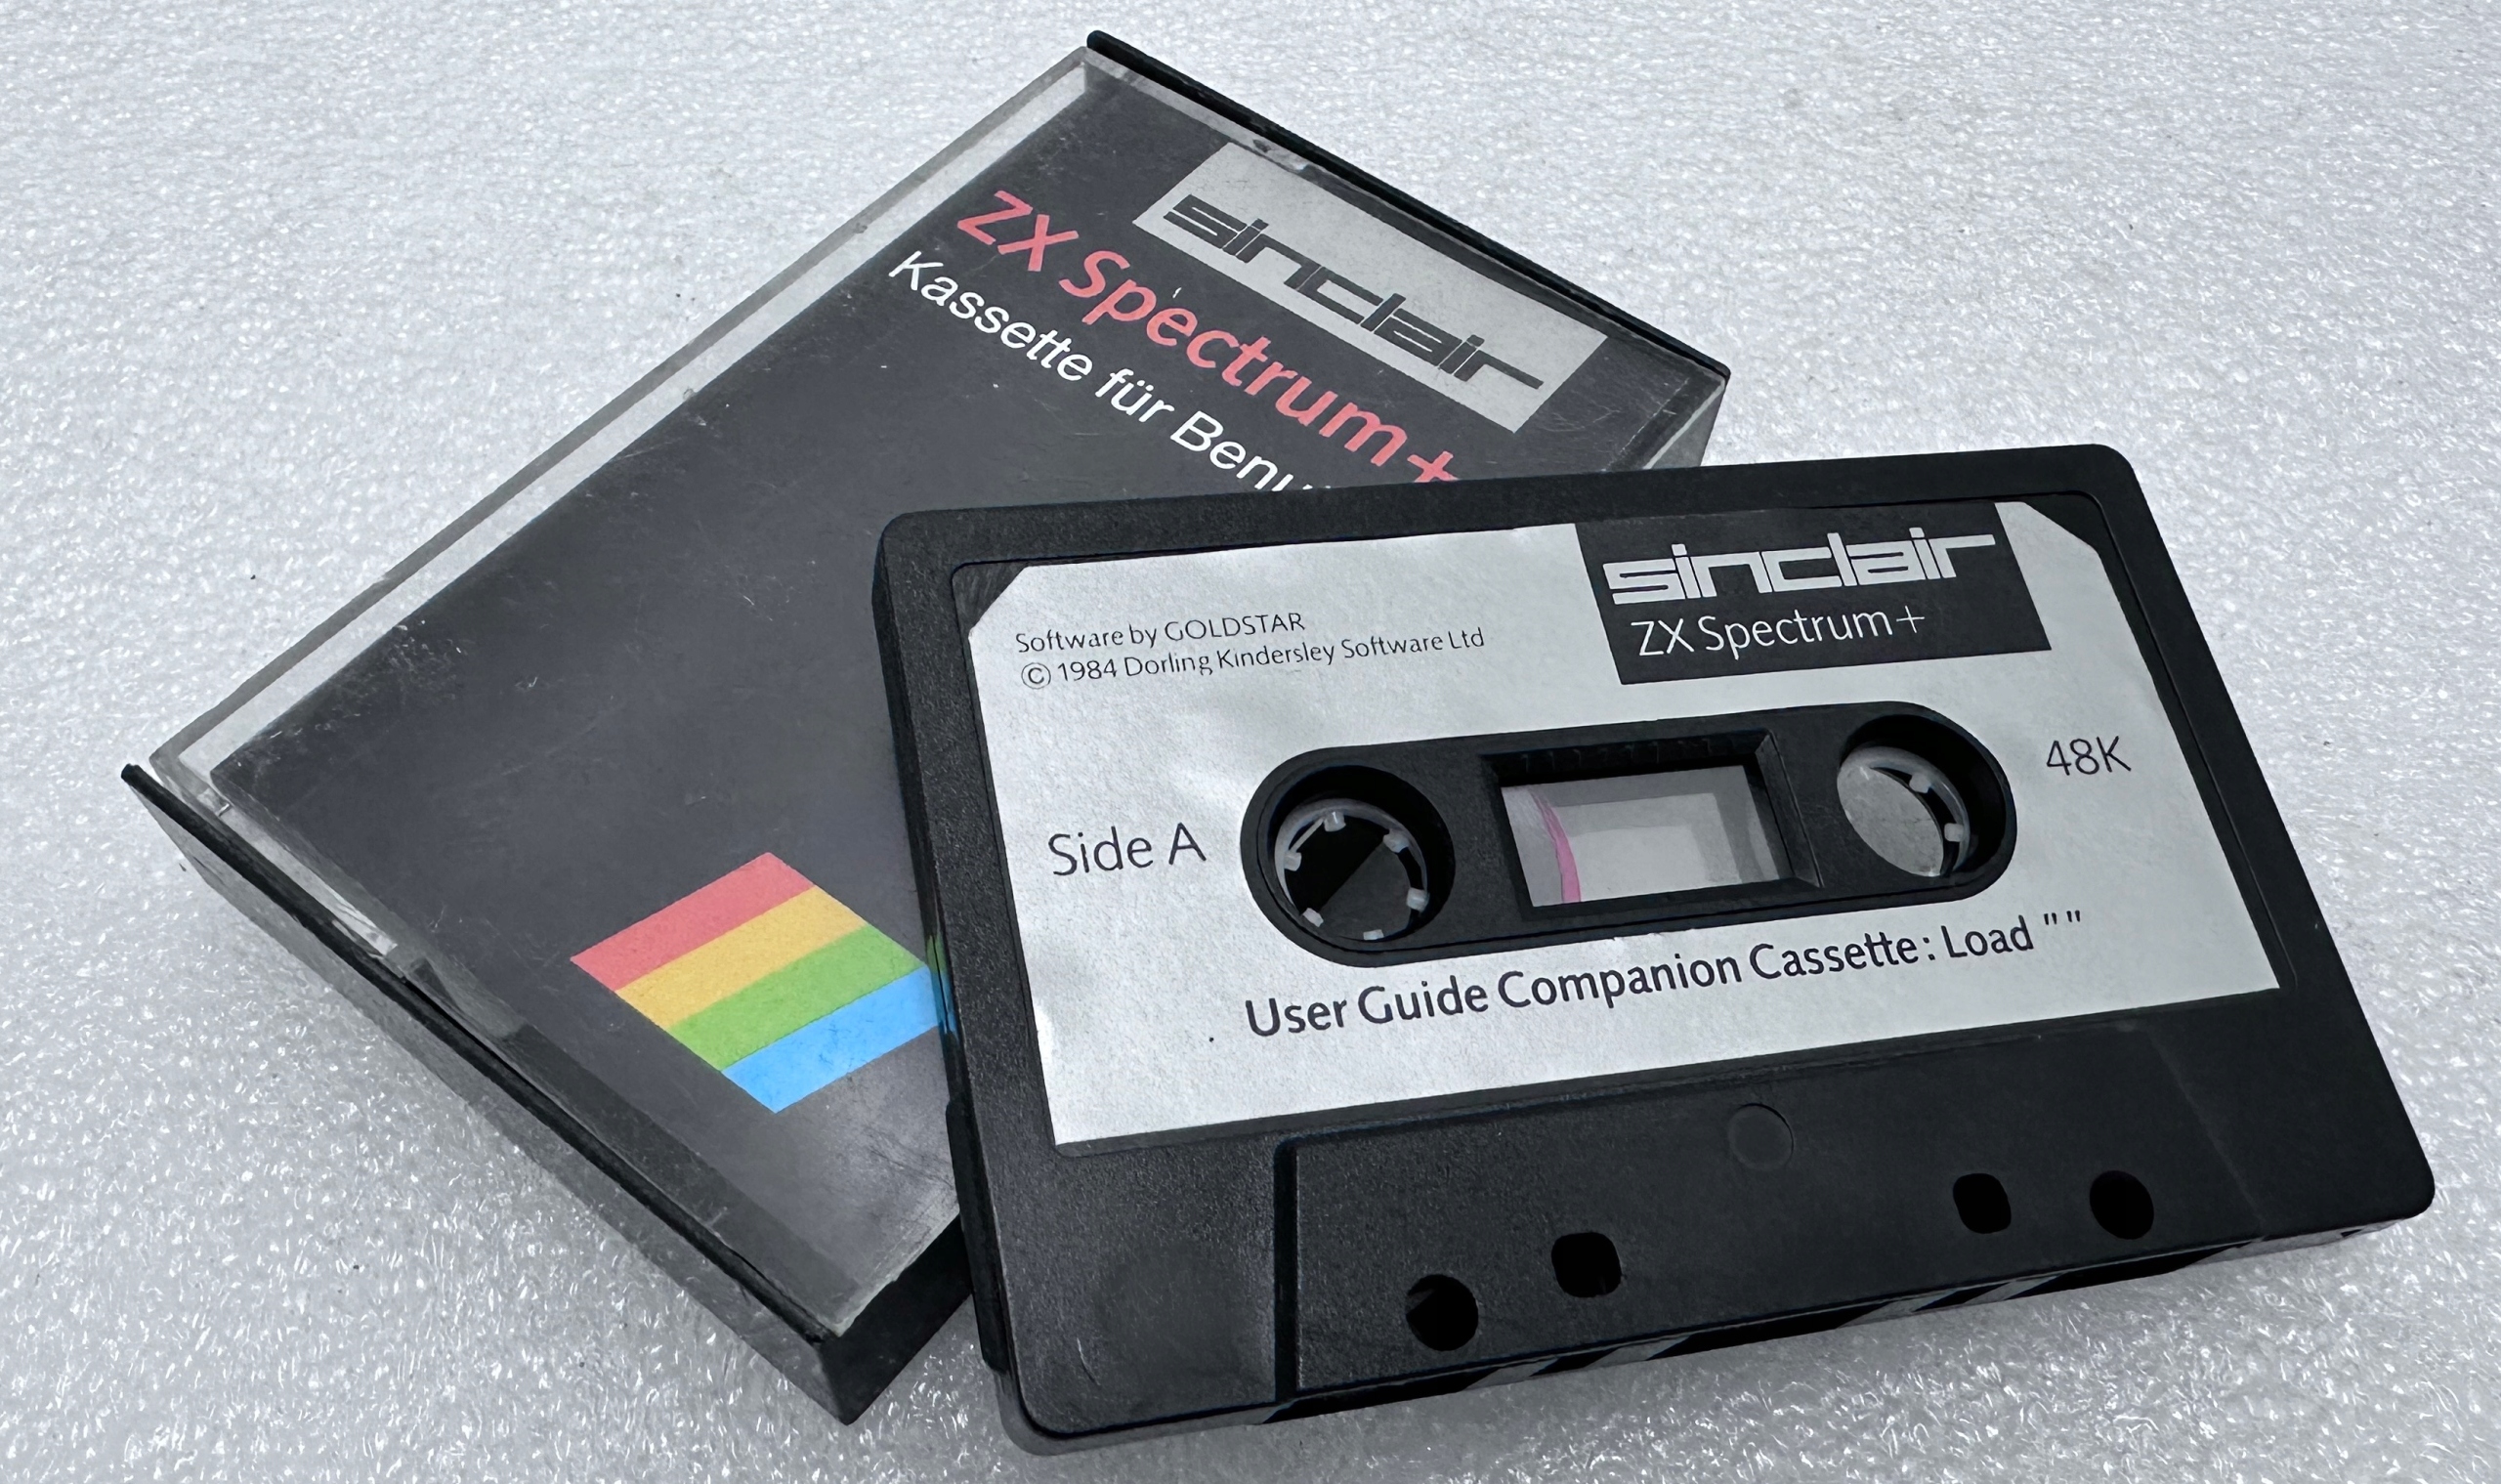 sinclair
ZX Spectrum+
Kassette für
sinclair
ZX Spectrum+
Software by GOLDSTAR
© 1984 Dorling Kindersley Software Ltd
48K
Side A
User Guide Companion Cassette: Load " "